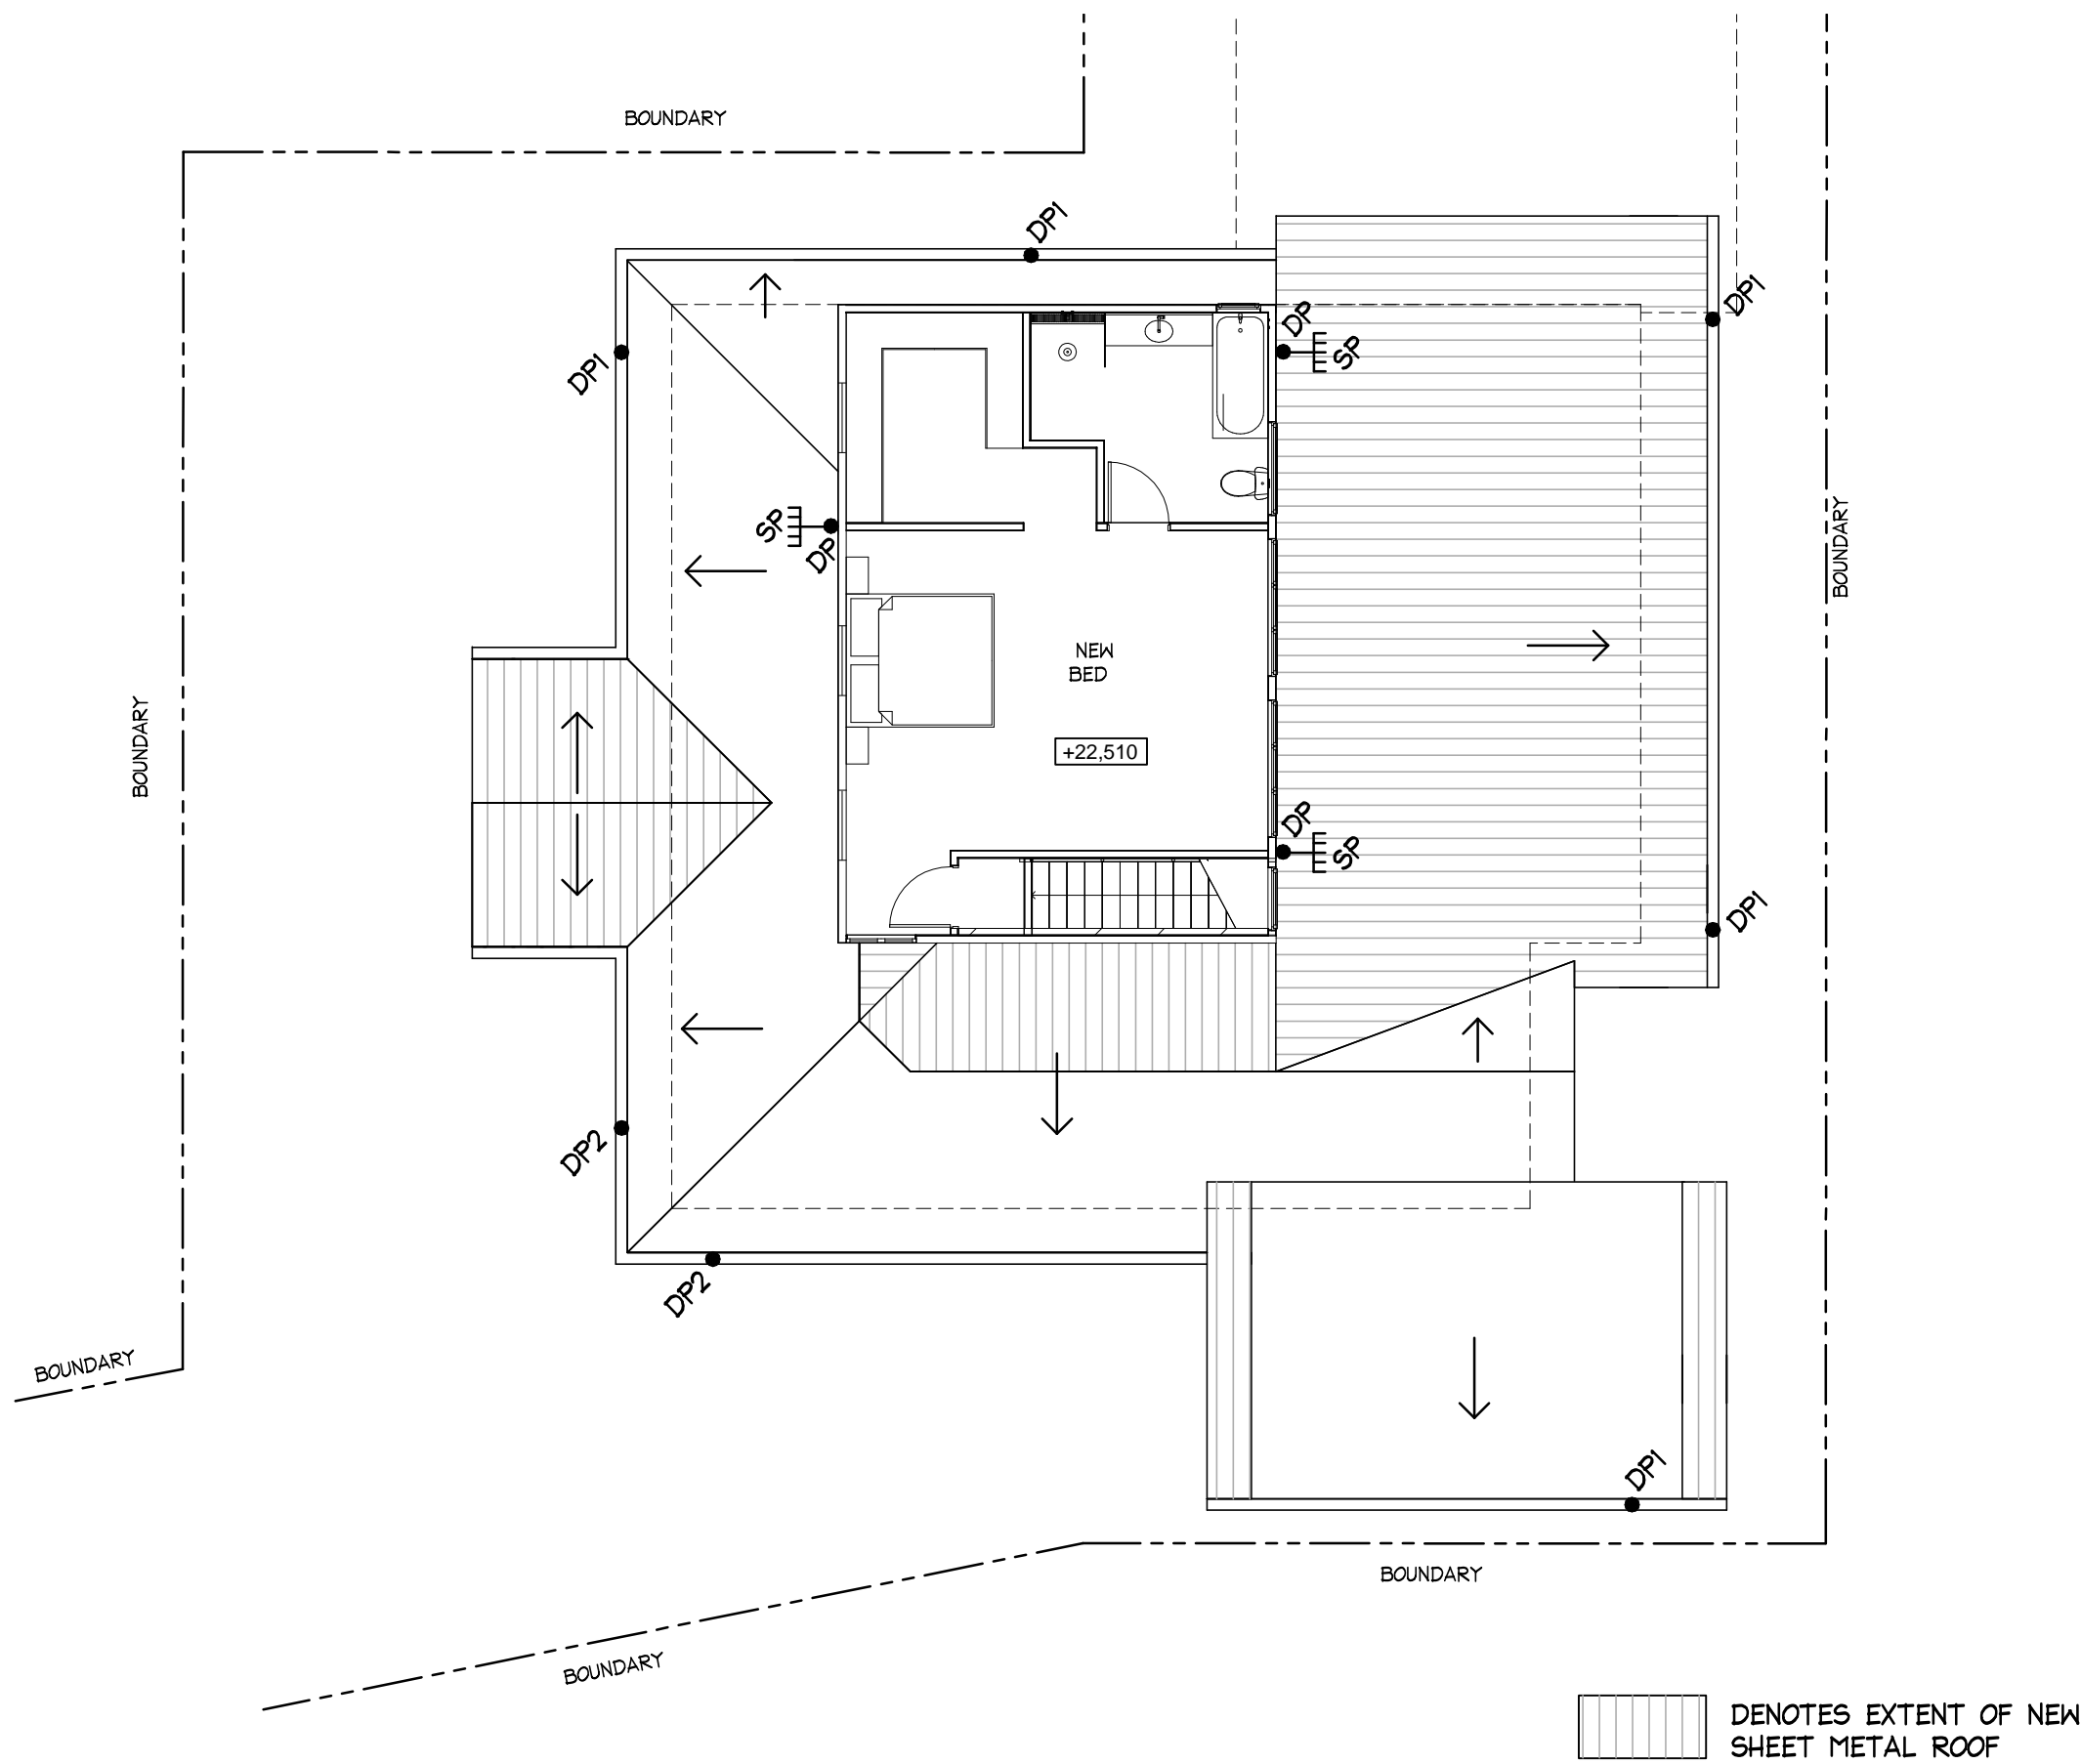 BOUNDARY
DP1
DP1
DP
SP
DP1
SP
DP
BOUNDARY
NEW
BED
BOUNDARY
+22,510
DP
SP
DP1
DP2
DP2
BOUNDARY
DP1
BOUNDARY
BOUNDARY
DENOTES EXTENT OF NEW
SHEET METAL ROOF